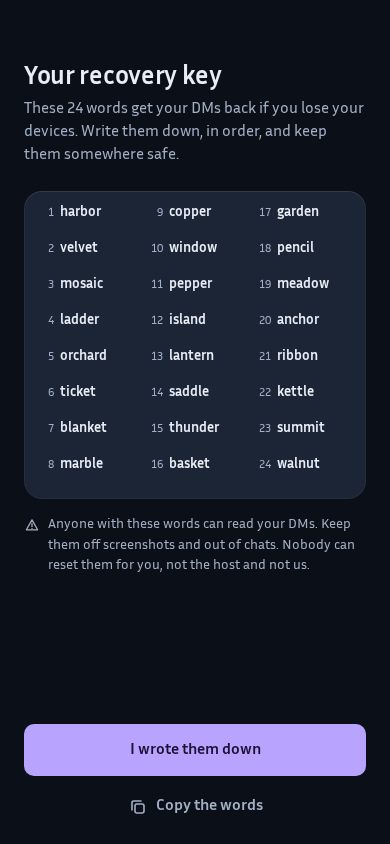 Your recovery key
These 24 words get your DMs back if you lose your
devices. Write them down, in order, and keep
them somewhere safe.
1 harbor
2 velvet
3 mosaic
4 ladder
5 orchard
6 ticket
7 blanket
8 marble
9 copper
10 window
11 pepper
12 island
13 lantern
14 saddle
15 thunder
16 basket
17 garden
18 pencil
19 meadow
20 anchor
21 ribbon
22 kettle
23 summit
24 walnut
Anyone with these words can read your DMs. Keep
them off screenshots and out of chats. Nobody can
reset them for you, not the host and not us.
I wrote them down
Copy the words